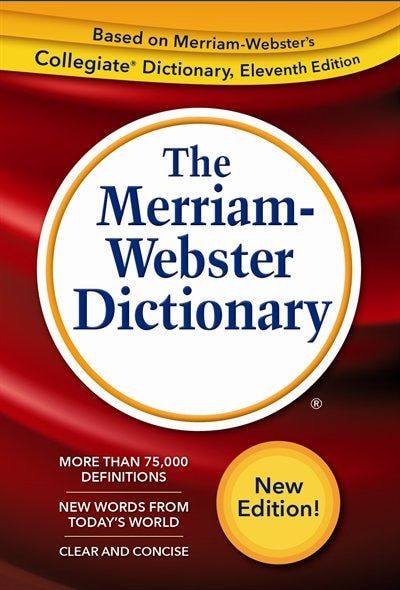 Based on Merriam-Webster's
Collegiate® Dictionary, Eleventh Edition
The
Merriam-
Webster
Dictionary
®
MORE THAN 75,000
DEFINITIONS
NEW WORDS FROM
TODAY'S WORLD
CLEAR AND CONCISE
New
Edition!